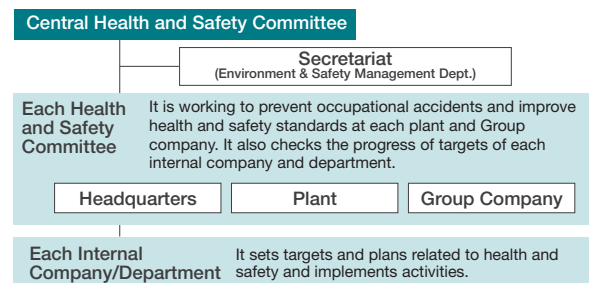 Central Health and Safety Committee
Secretariat
(Environment & Safety Management Dept.)
Each Health
and Safety
Committee
It is working to prevent occupational accidents and improve
health and safety standards at each plant and Group
company. It also checks the progress of targets of each
internal company and department.
Headquarters
Plant
Group Company
Each Internal
Company/Department
It sets targets and plans related to health and
safety and implements activities.